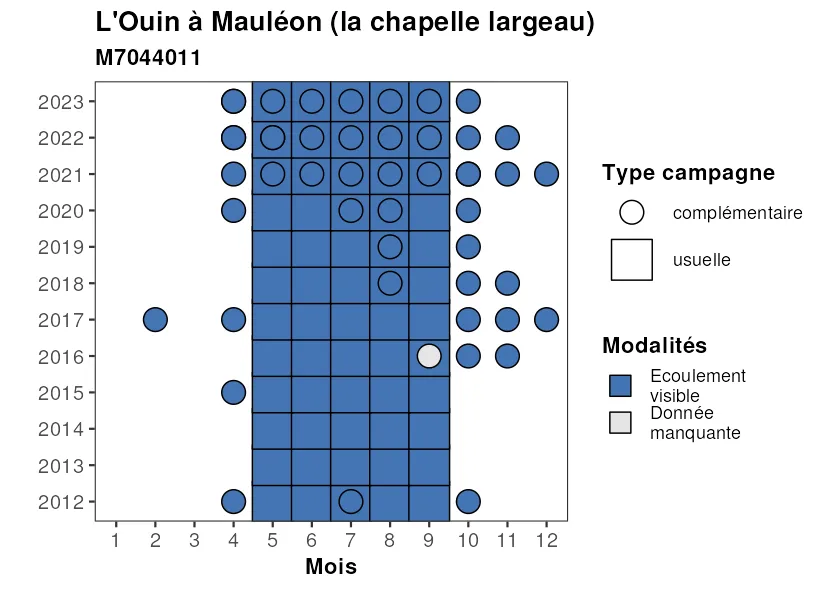 L'Ouin à Mauléon (la chapelle largeau)
M7044011
2023
2022
2021
2020
2019
2018
2017
2016
2015
2014
2013
2012
1 2 3 4 5 6 7 8 9 10 11 12
Mois
Type campagne
complémentaire
usuelle
Modalités
Ecoulement
visible
Donnée
manquante